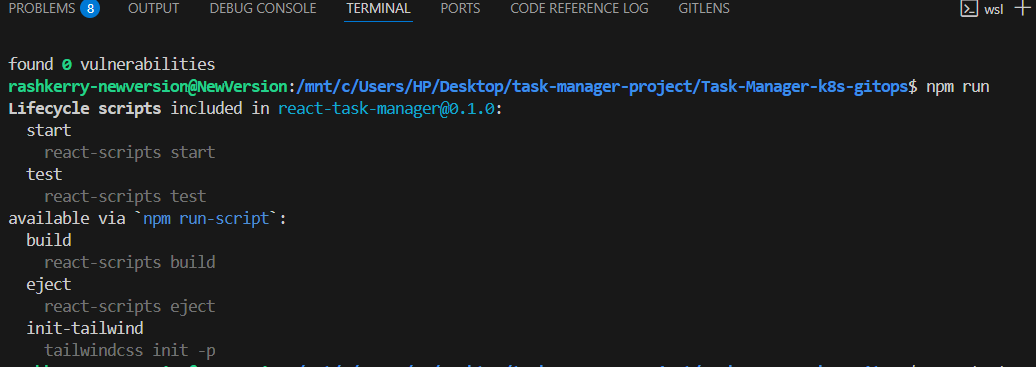 PROBLEMS 8 OUTPUT DEBUG CONSOLE TERMINAL PORTS CODE REFERENCE LOG GITLENS wsl
found 0 vulnerabilities
rashkerry-newversion@NewVersion:/mnt/c/Users/HP/Desktop/task-manager-project/Task-Manager-k8s-gitops$ npm run
Lifecycle scripts included in react-task-manager@0.1.0:
  start
    react-scripts start
  test
    react-scripts test
available via `npm run-script`:
  build
    react-scripts build
  eject
    react-scripts eject
  init-tailwind
    tailwindcss init -p